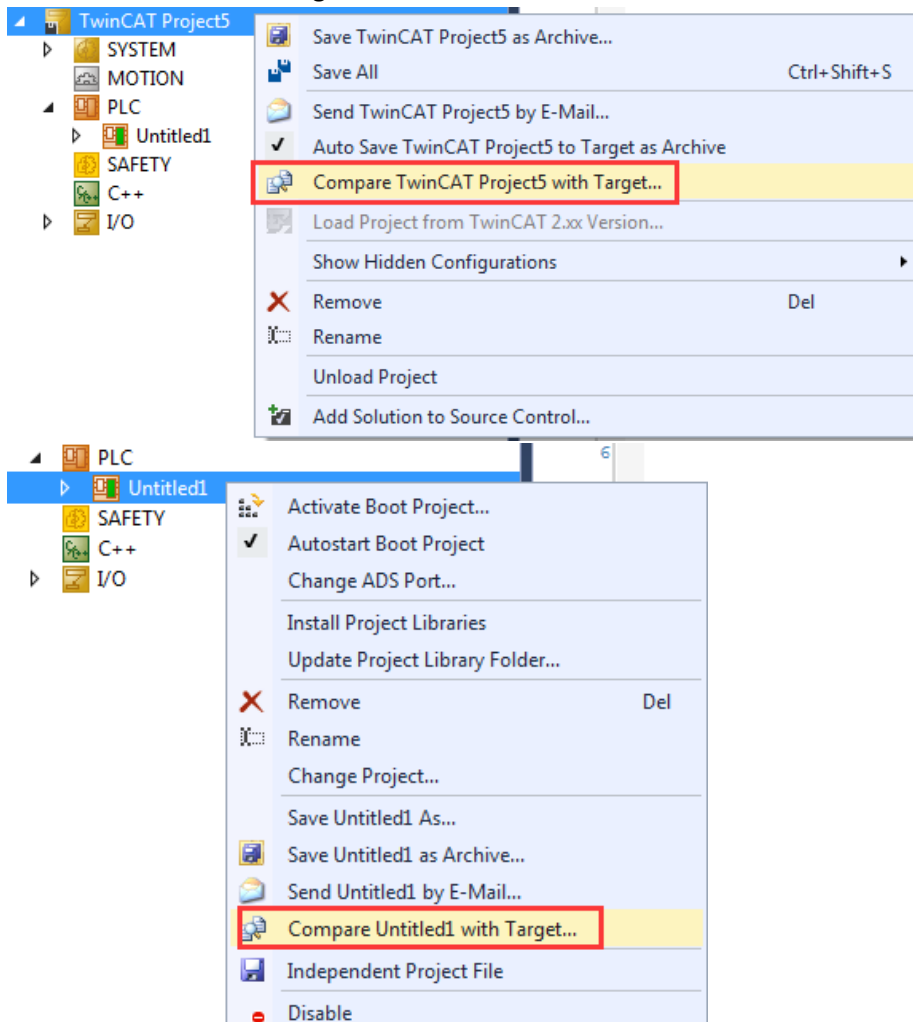 TwinCAT Project5
SYSTEM
MOTION
PLC
Untitled1
SAFETY
C++
I/O
Save TwinCAT Project5 as Archive...
Save All Ctrl+Shift+S
Send TwinCAT Project5 by E-Mail...
Auto Save TwinCAT Project5 to Target as Archive
Compare TwinCAT Project5 with Target...
Load Project from TwinCAT 2.xx Version...
Show Hidden Configurations
Remove Del
Rename
Unload Project
Add Solution to Source Control...
6
PLC
Untitled1
SAFETY
C++
I/O
Activate Boot Project...
Autostart Boot Project
Change ADS Port...
Install Project Libraries
Update Project Library Folder...
Remove Del
Rename
Change Project...
Save Untitled1 As...
Save Untitled1 as Archive...
Send Untitled1 by E-Mail...
Compare Untitled1 with Target...
Independent Project File
Disable